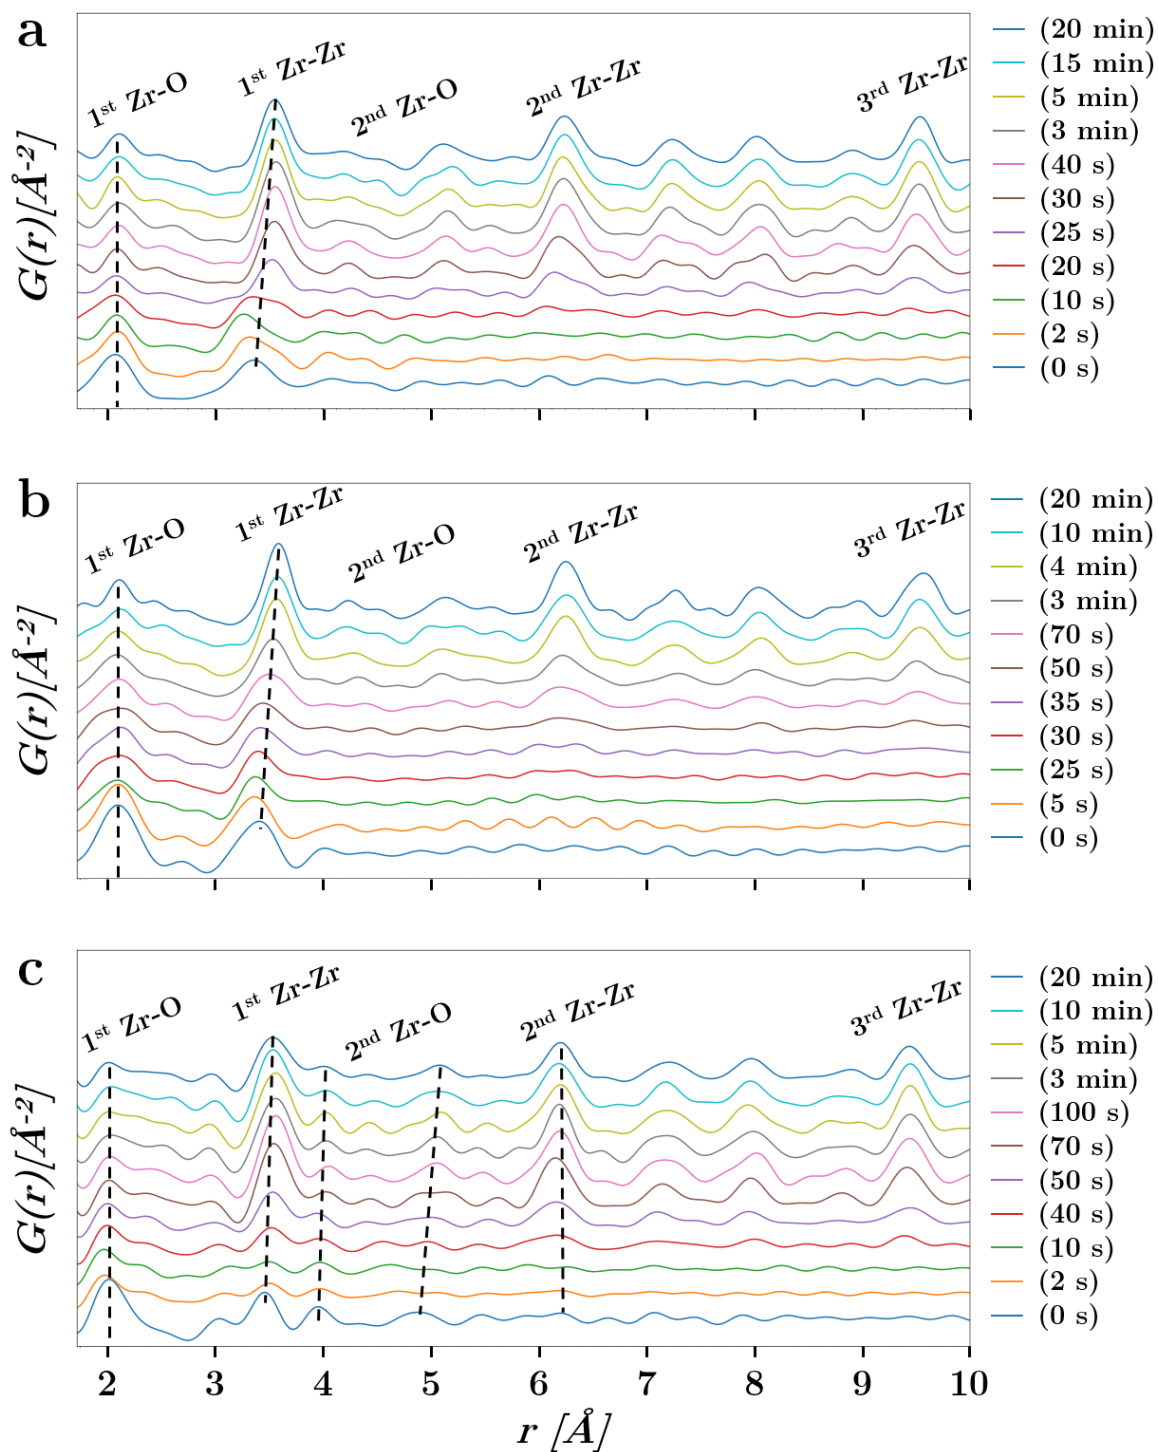 a
1st Zr-O
1st Zr-Zr
2nd Zr-O
2nd Zr-Zr
3rd Zr-Zr
G(r)[Å-2]
(20 min)
(15 min)
(5 min)
(3 min)
(40 s)
(30 s)
(25 s)
(20 s)
(10 s)
(2 s)
(0 s)
b
1st Zr-O
1st Zr-Zr
2nd Zr-O
2nd Zr-Zr
3rd Zr-Zr
G(r)[Å-2]
(20 min)
(10 min)
(4 min)
(3 min)
(70 s)
(50 s)
(35 s)
(30 s)
(25 s)
(5 s)
(0 s)
c
1st Zr-O
1st Zr-Zr
2nd Zr-O
2nd Zr-Zr
3rd Zr-Zr
G(r)[Å-2]
(20 min)
(10 min)
(5 min)
(3 min)
(100 s)
(70 s)
(50 s)
(40 s)
(10 s)
(2 s)
(0 s)
2 3 4 5 6 7 8 9 10
r [Å]